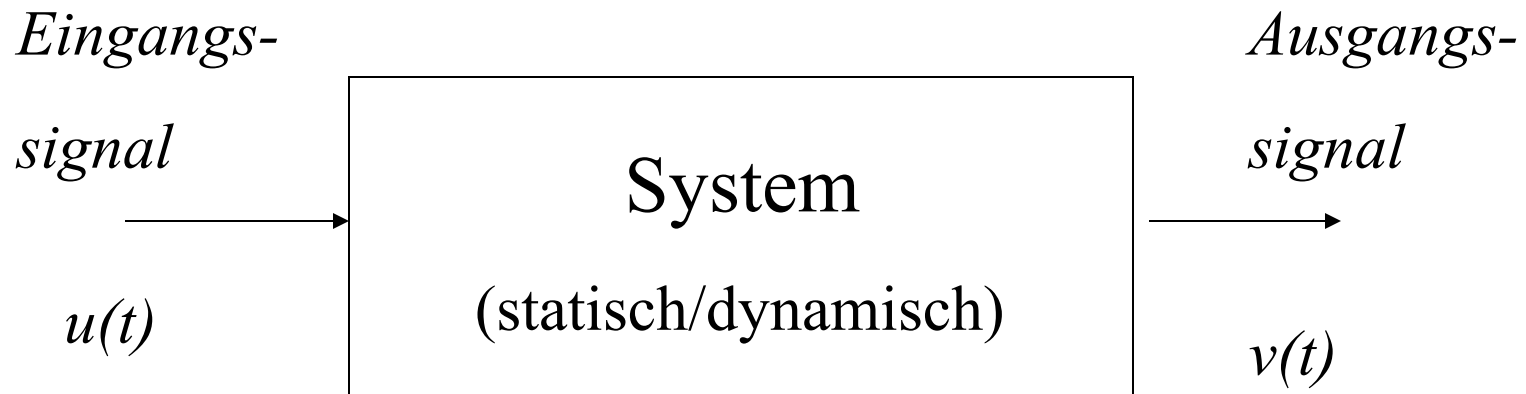 Eingangs-
signal
u(t)
System
(statisch/dynamisch)
Ausgangs-
signal
v(t)